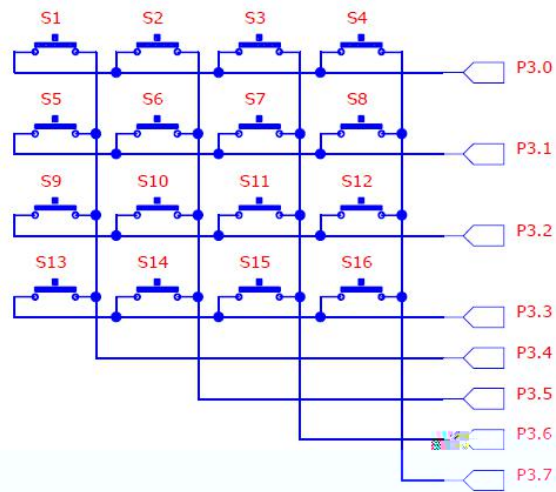 S1 S2 S3 S4
P3.0
S5 S6 S7 S8
P3.1
S9 S10 S11 S12
P3.2
S13 S14 S15 S16
P3.3
P3.4
P3.5
P3.6
P3.7